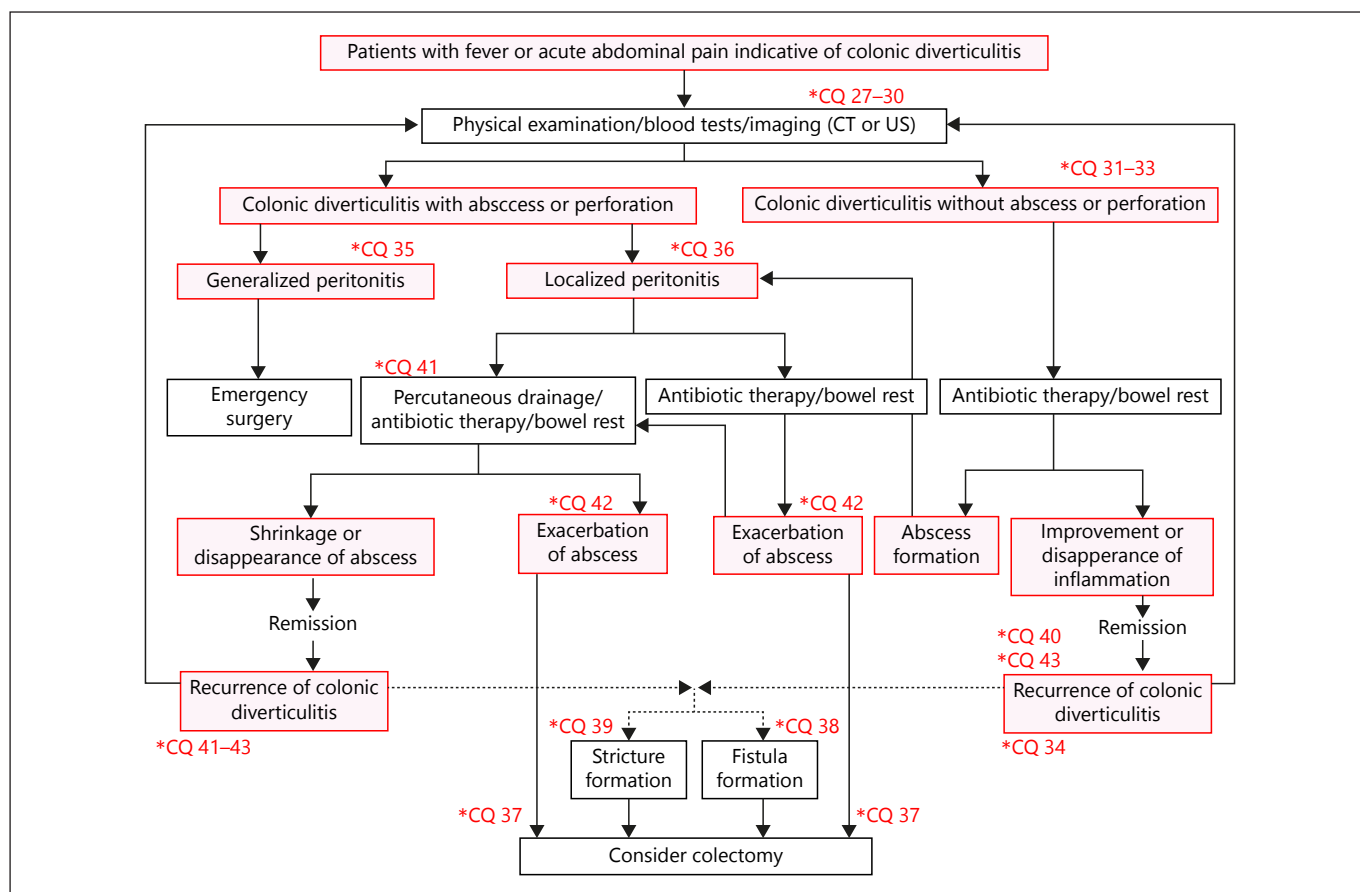 Patients with fever or acute abdominal pain indicative of colonic diverticulitis
*CQ 27–30
Physical examination/blood tests/imaging (CT or US)
*CQ 31–33
Colonic diverticulitis with absccess or perforation
Colonic diverticulitis without abscess or perforation
*CQ 35
*CQ 36
Generalized peritonitis
Localized peritonitis
*CQ 41
Emergency
surgery
Percutaneous drainage/
antibiotic therapy/bowel rest
Antibiotic therapy/bowel rest
Antibiotic therapy/bowel rest
*CQ 42
*CQ 42
Shrinkage or
disappearance of abscess
Exacerbation
of abscess
Exacerbation
of abscess
Abscess
formation
Improvement or
disapperance of
inflammation
Remission
Remission
*CQ 40
*CQ 43
Recurrence of colonic
diverticulitis
Recurrence of colonic
diverticulitis
*CQ 41–43
*CQ 34
*CQ 39
*CQ 38
Stricture
formation
Fistula
formation
*CQ 37
*CQ 37
Consider colectomy